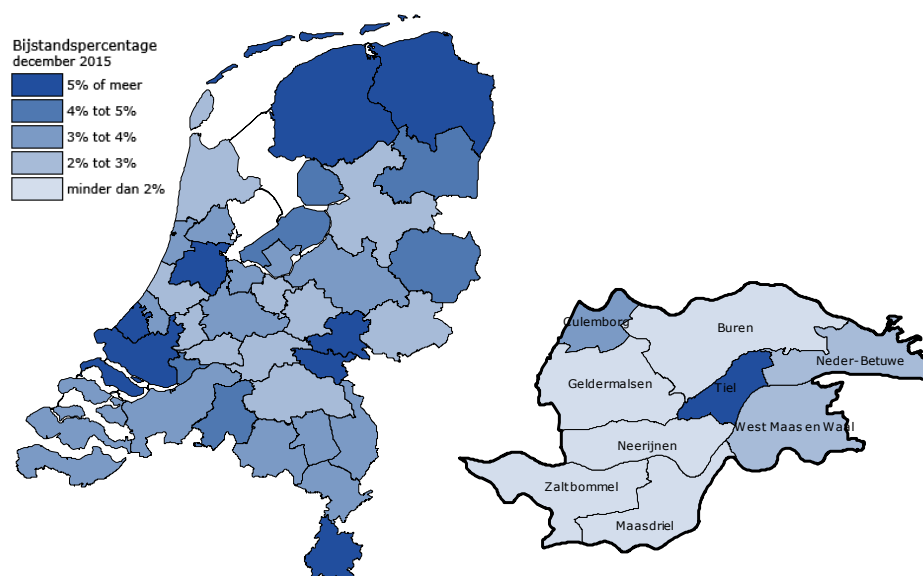 Bijstandspercentage
december 2015
5% of meer
4% tot 5%
3% tot 4%
2% tot 3%
minder dan 2%
Culemborg
Buren
Neder-Betuwe
Geldermalsen
Tiel
West Maas en Waal
Neerijnen
Zaltbommel
Maasdriel